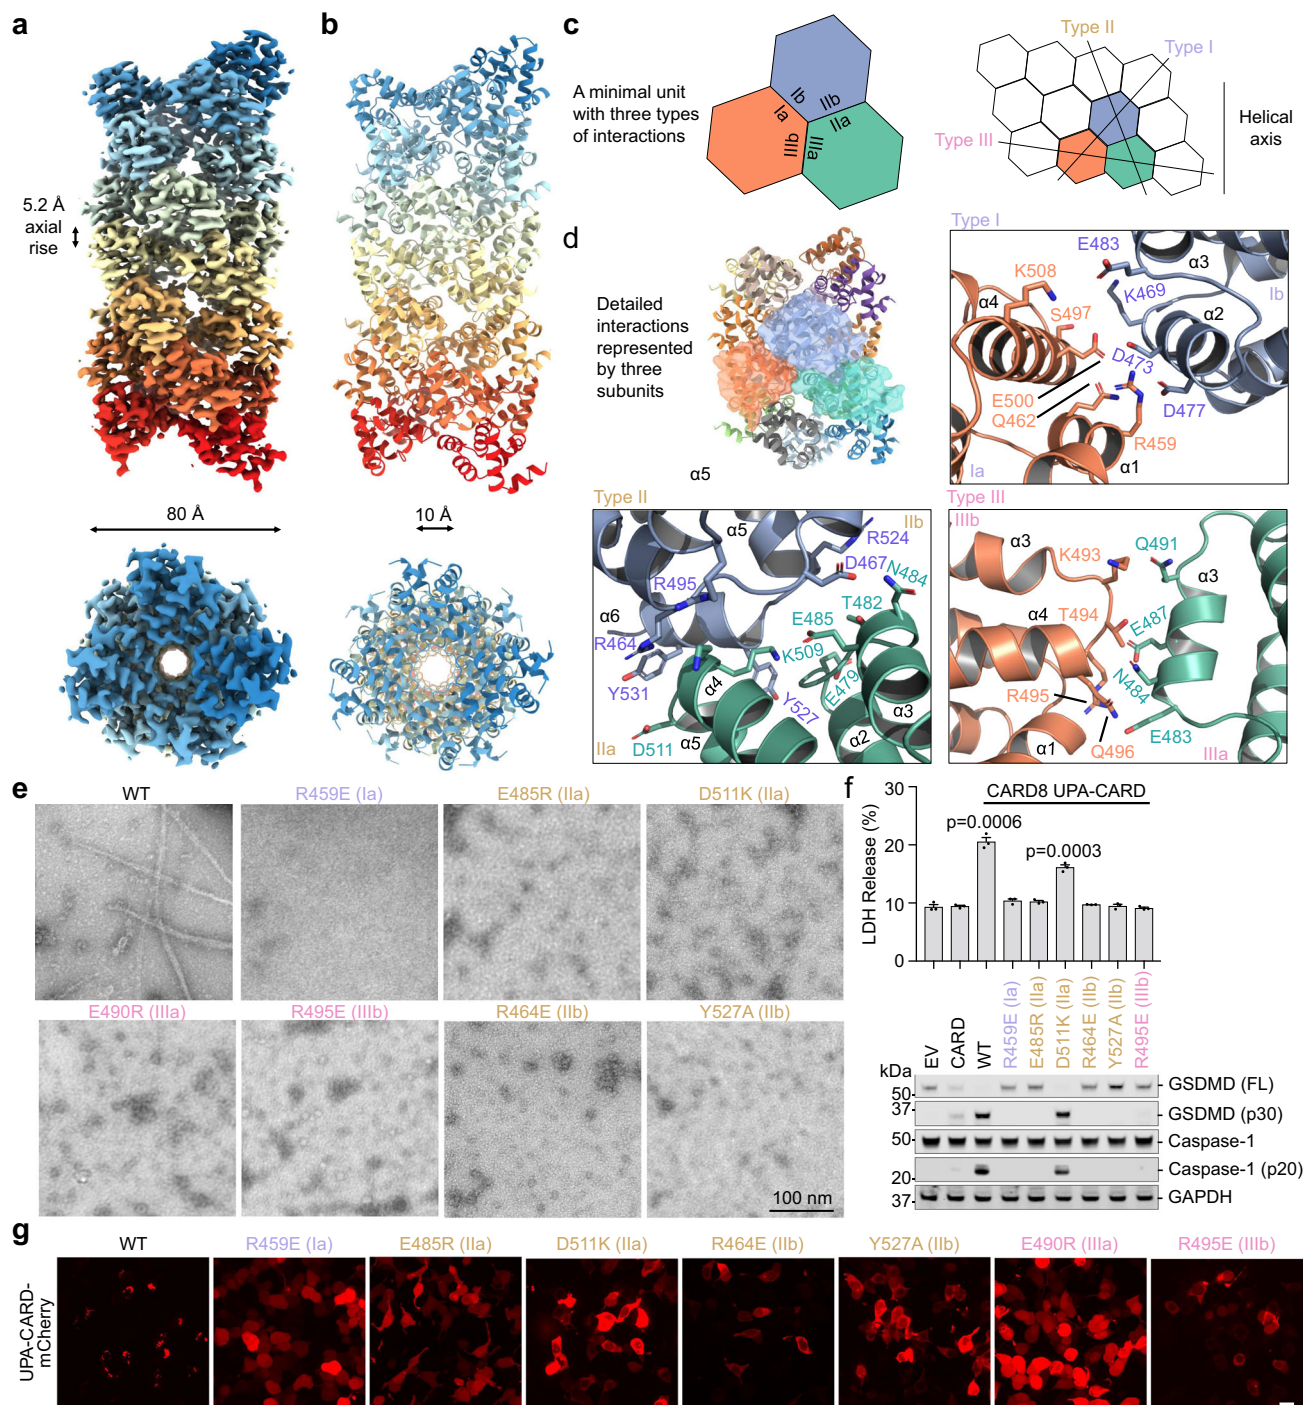 a
b
c
5.2 Å
axial
rise
80 Å
10 Å
A minimal unit
with three types
of interactions
Ib
IIb
Ia
IIa
IIIb
IIIa
Type II
Type I
Type III
Helical
axis
d
Detailed
interactions
represented
by three
subunits
α5
Type I
E483
α3
K508
Ib
α4
K469
S497
α2
D473
E500
D477
Q462
R459
Ia
α1
Type II
α5
IIb
R524
D467
N484
R495
T482
α6
E485
R464
K509
E479
Y531
α4
Y527
α3
IIa
D511
α5
α2
Type III
IIIb
α3
K493
Q491
α3
α4
T494
E487
N484
R495
E483
α1
Q496
IIIa
e
WT
R459E (Ia)
E485R (IIa)
D511K (IIa)
E490R (IIIa)
R495E (IIIb)
R464E (IIb)
Y527A (IIb)
100 nm
f
CARD8 UPA-CARD
30
20
10
0
LDH Release (%)
p=0.0006
p=0.0003
EV
CARD
WT
R459E (Ia)
E485R (IIa)
D511K (IIa)
R464E (IIb)
Y527A (IIb)
R495E (IIIb)
kDa
50
GSDMD (FL)
37
GSDMD (p30)
50
Caspase-1
20
Caspase-1 (p20)
37
GAPDH
g
WT
R459E (Ia)
E485R (IIa)
D511K (IIa)
R464E (IIb)
Y527A (IIb)
E490R (IIIa)
R495E (IIIb)
UPA-CARD-
mCherry